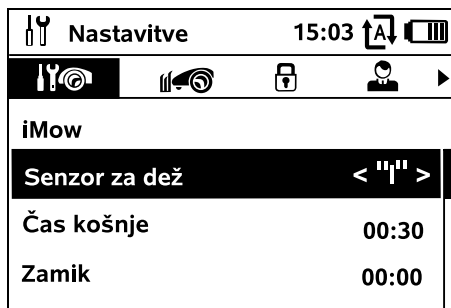 Nastavitve 15:03 A
iMow
Senzor za dež < "I" >
Čas košnje 00:30
Zamik 00:00